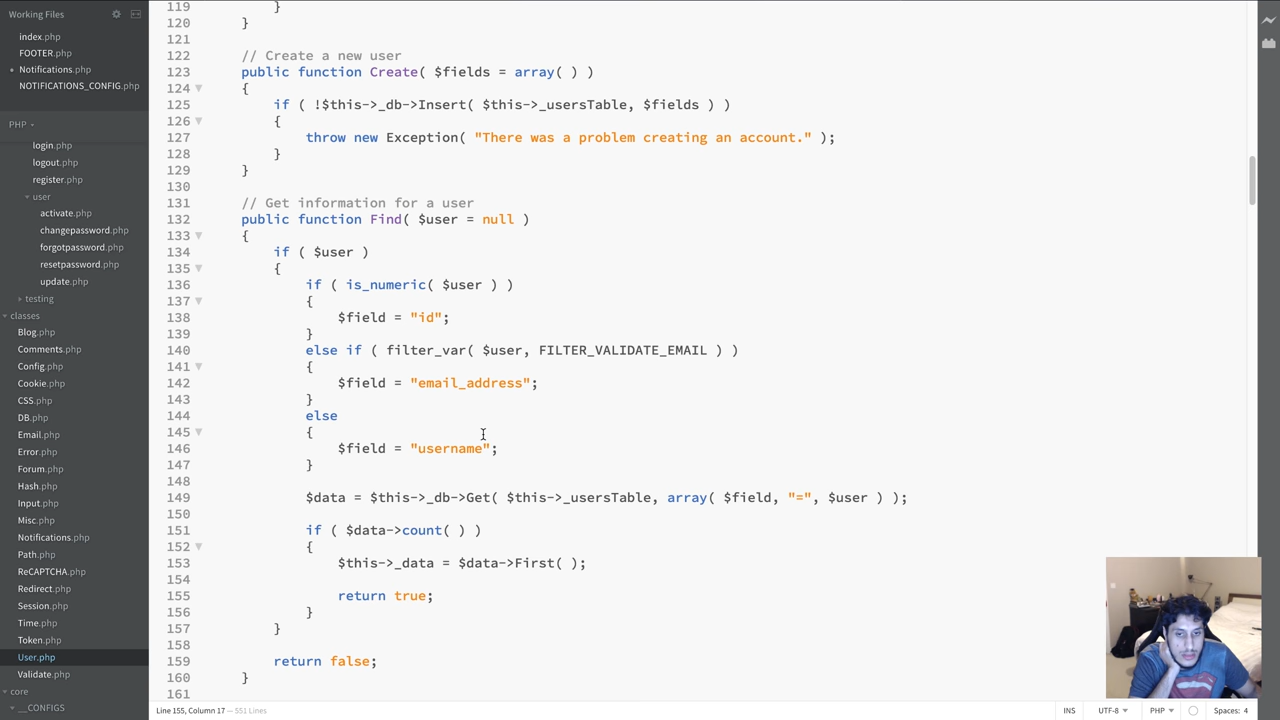 Working Files
index.php
FOOTER.php
Notifications.php
NOTIFICATIONS_CONFIG.php
PHP
login.php
logout.php
register.php
user
activate.php
changepassword.php
forgotpassword.php
resetpassword.php
update.php
testing
classes
Blog.php
Comments.php
Config.php
Cookie.php
CSS.php
DB.php
Email.php
Error.php
Forum.php
Hash.php
Input.php
Misc.php
Notifications.php
Path.php
ReCAPTCHA.php
Redirect.php
Session.php
Time.php
Token.php
User.php
Validate.php
core
__CONFIGS
119 }
120 }
121
122 // Create a new user
123 public function Create( $fields = array( ) )
124 {
125 if ( !$this->_db->Insert( $this->_usersTable, $fields ) )
126 {
127 throw new Exception( "There was a problem creating an account." );
128 }
129 }
130
131 // Get information for a user
132 public function Find( $user = null )
133 {
134 if ( $user )
135 {
136 if ( is_numeric( $user ) )
137 {
138 $field = "id";
139 }
140 else if ( filter_var( $user, FILTER_VALIDATE_EMAIL ) )
141 {
142 $field = "email_address";
143 }
144 else
145 {
146 $field = "username";
147 }
148
149 $data = $this->_db->Get( $this->_usersTable, array( $field, "=", $user ) );
150
151 if ( $data->count( ) )
152 {
153 $this->_data = $data->First( );
154
155 return true;
156 }
157 }
158
159 return false;
160 }
161
Line 155, Column 17 — 551 Lines
INS
UTF-8
PHP
Spaces: 4